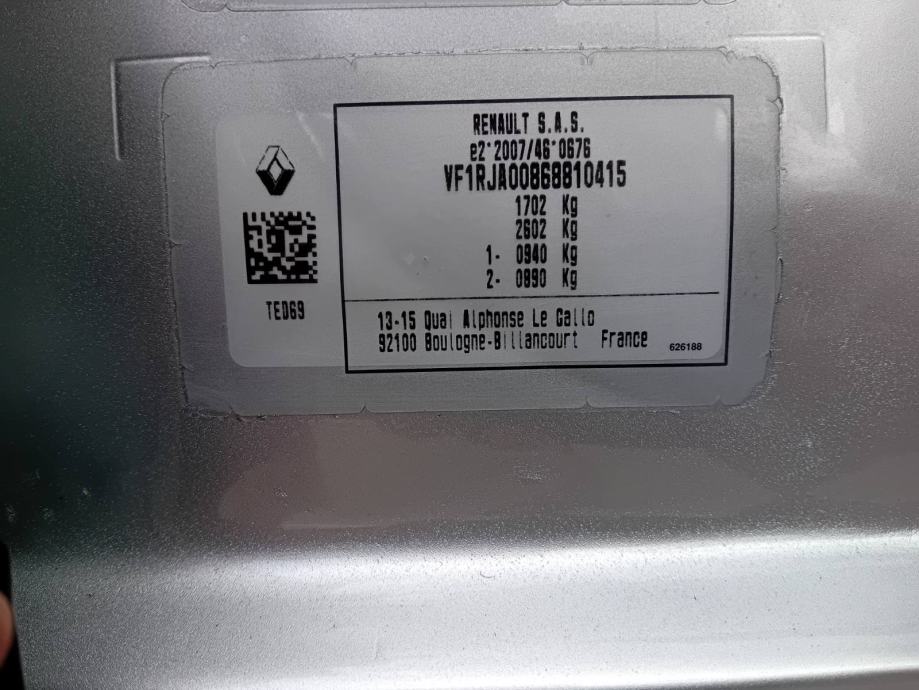 RENAULT S.A.S.
e2*2007/46*0676
VF1RJA00868810415
1702 Kg
2602 Kg
1- 0940 Kg
2- 0890 Kg
TED69
13-15 Quai Alphonse Le Gallo
92100 Boulogne-Billancourt France
626188